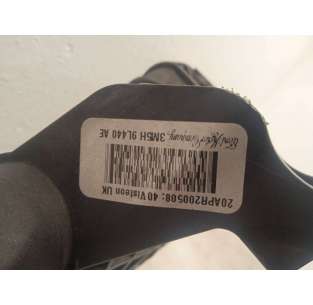 Ford Motor Company, 3M5H 9L440 AE
20APR200508:40 Visteon UK